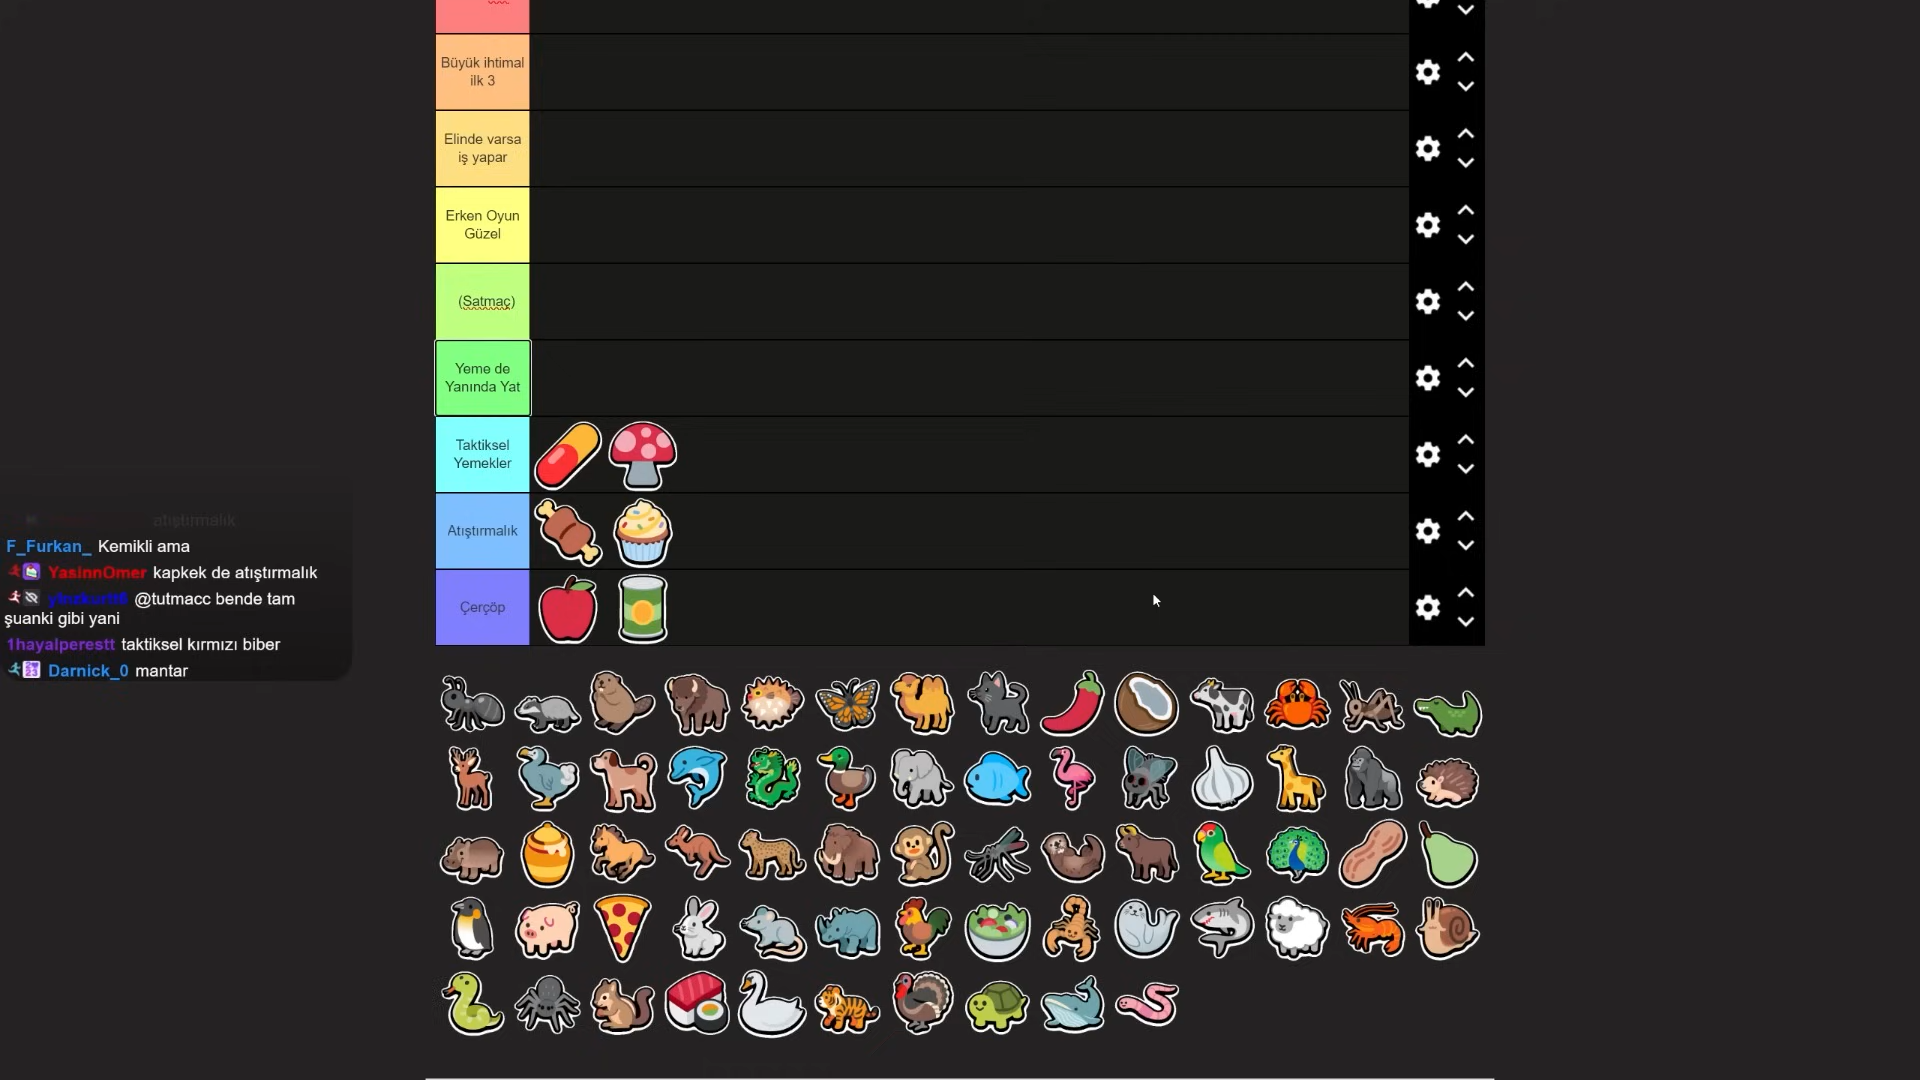 Büyük ihtimal
ilk 3
Elinde varsa
iş yapar
Erken Oyun
Güzel
(Satmaç)
Yeme de
Yanında Yat
Taktiksel
Yemekler
Atıştırmalık
Çerçöp
atıştırmalık
F_Furkan_ Kemikli ama
YasinnOmer kapkek de atıştırmalık
@tutmacc bende tam
şuanki gibi yani
1hayalperestt taktiksel kırmızı biber
23 Darnick_0 mantar